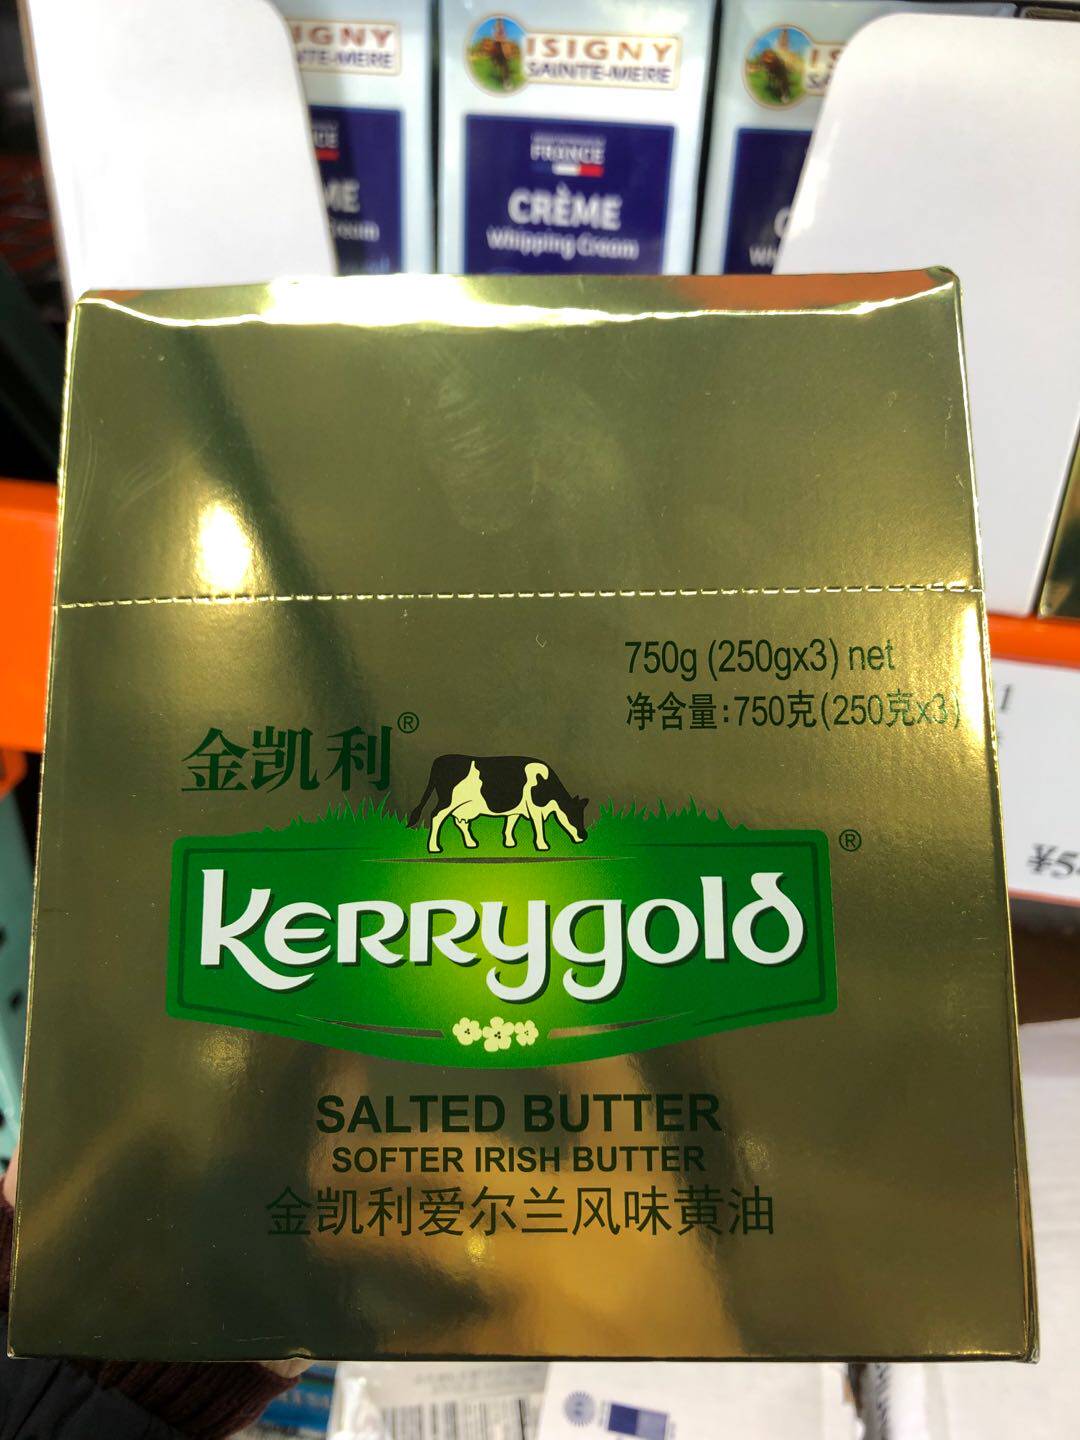 IGNY
ISIGNY
SAINTE-MERE
FRANCE
CRÈME
Whipping Cream
750g (250gx3) net
净含量:750克(250克x3)
金凯利®
Kerrygold®
SALTED BUTTER
SOFTER IRISH BUTTER
金凯利爱尔兰风味黄油